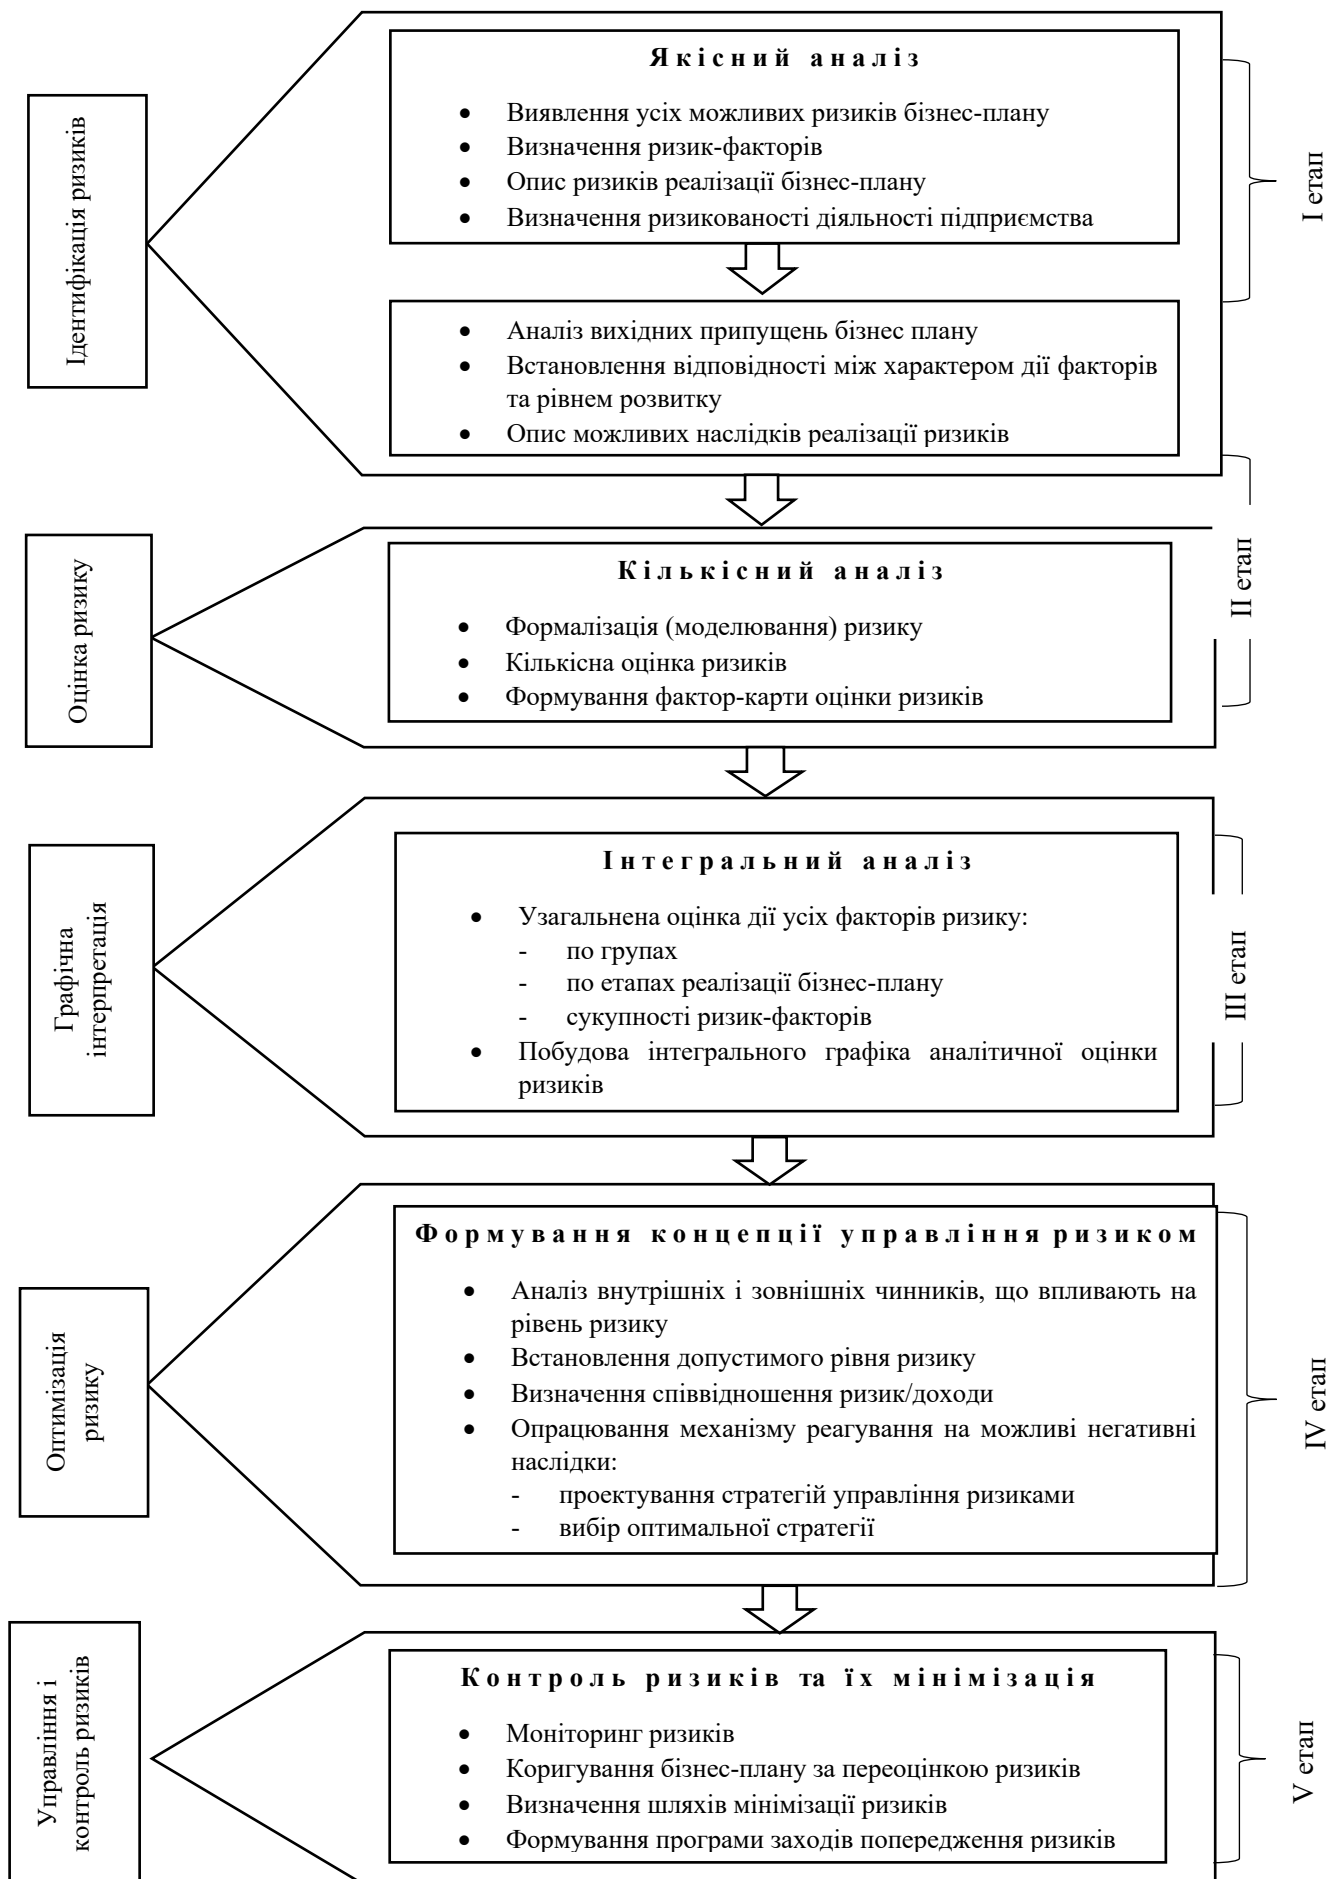 Якісний аналіз
Ідентифікація ризиків
• Виявлення усіх можливих ризиків бізнес-плану
• Визначення ризик-факторів
• Опис ризиків реалізації бізнес-плану
• Визначення ризикованості діяльності підприємства
І етап
• Аналіз вихідних припущень бізнес плану
• Встановлення відповідності між характером дії факторів
та рівнем розвитку
• Опис можливих наслідків реалізації ризиків
Оцінка ризику
Кількісний аналіз
• Формалізація (моделювання) ризику
• Кількісна оцінка ризиків
• Формування фактор-карти оцінки ризиків
ІІ етап
Графічна
інтерпретація
Інтегральний аналіз
• Узагальнена оцінка дії усіх факторів ризику:
- по групах
- по етапах реалізації бізнес-плану
- сукупності ризик-факторів
• Побудова інтегрального графіка аналітичної оцінки
ризиків
ІІІ етап
Оптимізація
ризику
Формування концепції управління ризиком
• Аналіз внутрішніх і зовнішніх чинників, що впливають на
рівень ризику
• Встановлення допустимого рівня ризику
• Визначення співвідношення ризик/доходи
• Опрацювання механізму реагування на можливі негативні
наслідки:
- проектування стратегій управління ризиками
- вибір оптимальної стратегії
IV етап
Управління і
контроль ризиків
Контроль ризиків та їх мінімізація
• Моніторинг ризиків
• Коригування бізнес-плану за переоцінкою ризиків
• Визначення шляхів мінімізації ризиків
• Формування програми заходів попередження ризиків
V етап